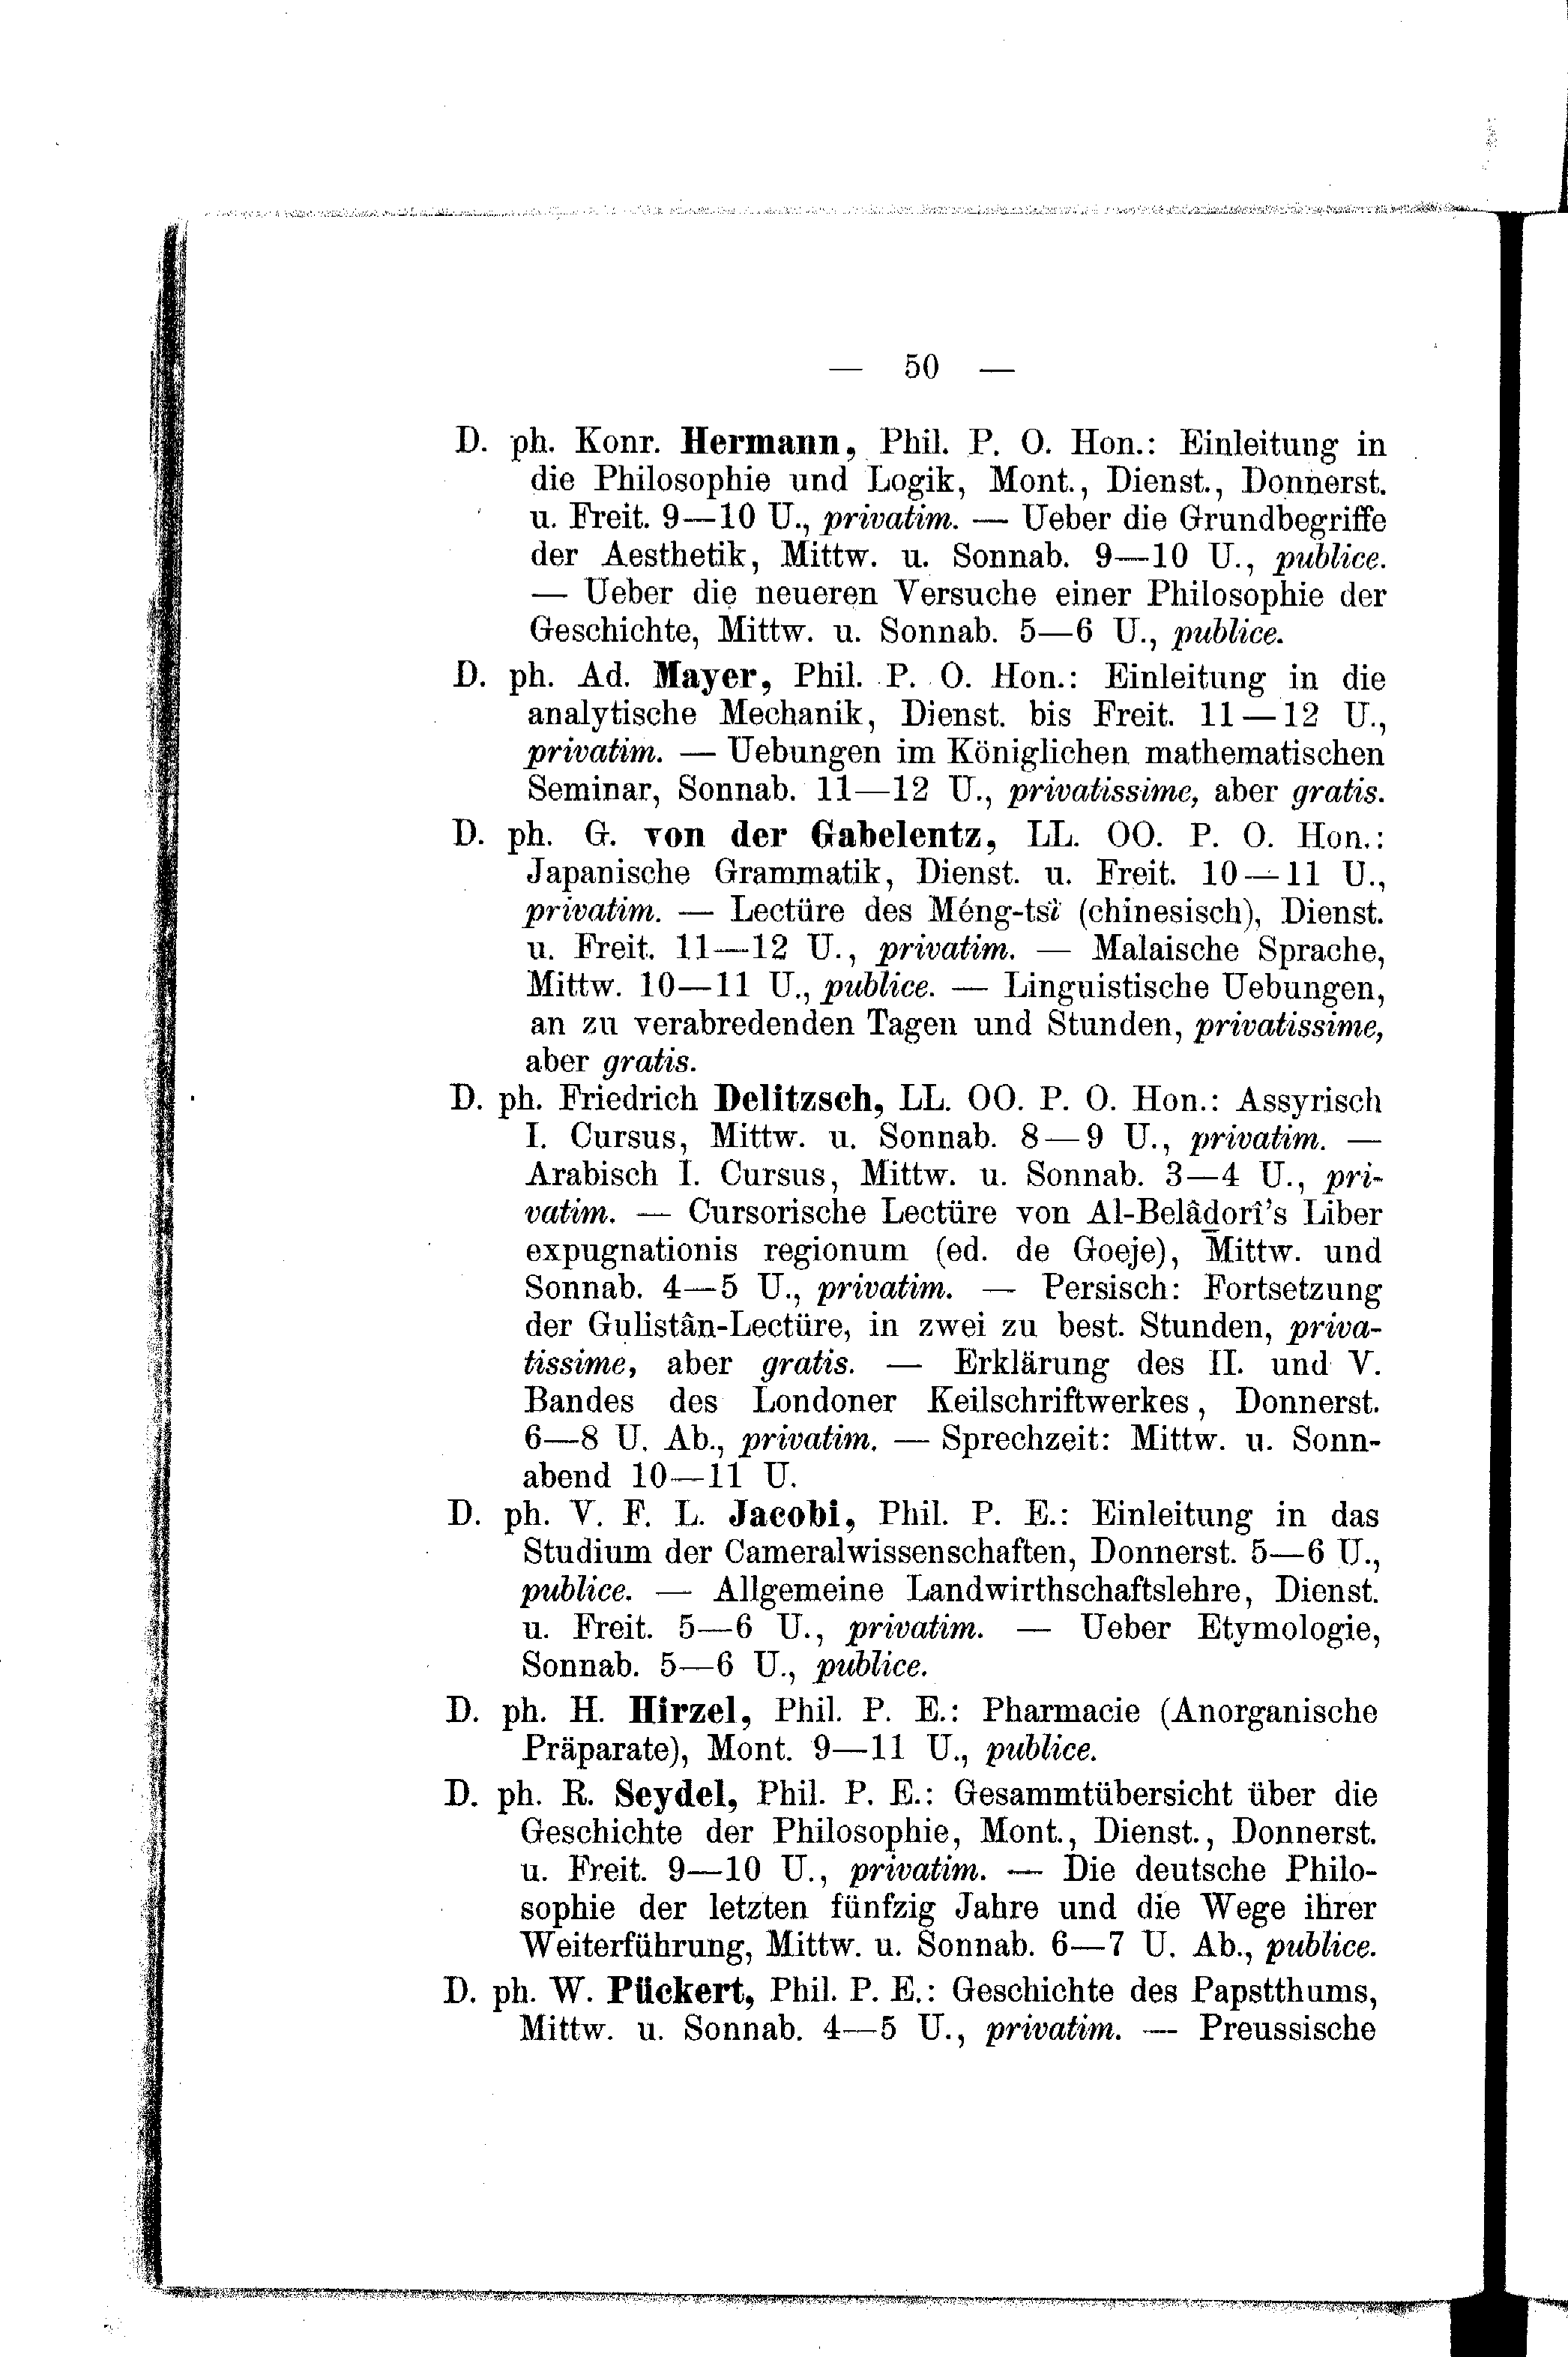 — 50 —
D. ph. Konr. Hermann, Phil. P. O. Hon.: Einleitung in
die Philosophie und Logik, Mont., Dienst., Donnerst.
u. Freit. 9—10 U., privatim. — Ueber die Grundbegriffe
der Aesthetik, Mittw. u. Sonnab. 9—10 U., publice.
— Ueber die neueren Versuche einer Philosophie der
Geschichte, Mittw. u. Sonnab. 5—6 U., publice.
D. ph. Ad. Mayer, Phil. P. O. Hon.: Einleitung in die
analytische Mechanik, Dienst. bis Freit. 11—12 U.,
privatim. — Uebungen im Königlichen mathematischen
Seminar, Sonnab. 11—12 U., privatissime, aber gratis.
D. ph. G. von der Gabelentz, LL. OO. P. O. Hon.:
Japanische Grammatik, Dienst. u. Freit. 10—11 U.,
privatim. — Lectüre des Méng-tsï (chinesisch), Dienst.
u. Freit. 11—12 U., privatim. — Malaische Sprache,
Mittw. 10—11 U., publice. — Linguistische Uebungen,
an zu verabredenden Tagen und Stunden, privatissime,
aber gratis.
D. ph. Friedrich Delitzsch, LL. OO. P. O. Hon.: Assyrisch
I. Cursus, Mittw. u. Sonnab. 8—9 U., privatim. —
Arabisch I. Cursus, Mittw. u. Sonnab. 3—4 U., pri-
vatim. — Cursorische Lectüre von Al-Belâḏorî's Liber
expugnationis regionum (ed. de Goeje), Mittw. und
Sonnab. 4—5 U., privatim. — Persisch: Fortsetzung
der Gulistân-Lectüre, in zwei zu best. Stunden, priva-
tissime, aber gratis. — Erklärung des II. und V.
Bandes des Londoner Keilschriftwerkes, Donnerst.
6—8 U. Ab., privatim. — Sprechzeit: Mittw. u. Sonn-
abend 10—11 U.
D. ph. V. F. L. Jacobi, Phil. P. E.: Einleitung in das
Studium der Cameralwissenschaften, Donnerst. 5—6 U.,
publice. — Allgemeine Landwirthschaftslehre, Dienst.
u. Freit. 5—6 U., privatim. — Ueber Etymologie,
Sonnab. 5—6 U., publice.
D. ph. H. Hirzel, Phil. P. E.: Pharmacie (Anorganische
Präparate), Mont. 9—11 U., publice.
D. ph. R. Seydel, Phil. P. E.: Gesammtübersicht über die
Geschichte der Philosophie, Mont., Dienst., Donnerst.
u. Freit. 9—10 U., privatim. — Die deutsche Philo-
sophie der letzten fünfzig Jahre und die Wege ihrer
Weiterführung, Mittw. u. Sonnab. 6—7 U. Ab., publice.
D. ph. W. Pückert, Phil. P. E.: Geschichte des Papstthums,
Mittw. u. Sonnab. 4—5 U., privatim. — Preussische